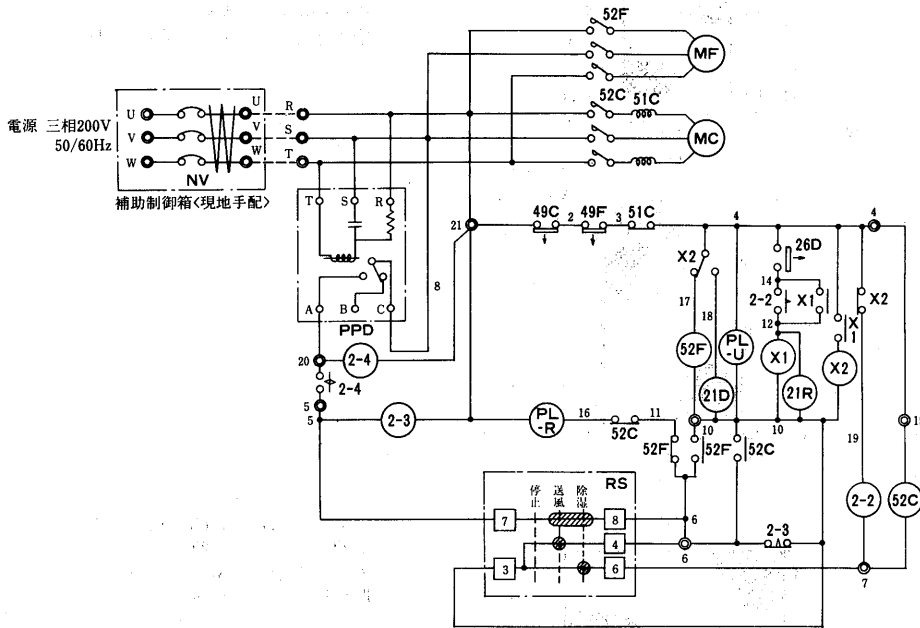 52F
MF
52C
51C
MC
電源 三相200V
50/60Hz
U
V
W
U
V
W
R
S
T
NV
補助制御箱<現地手配>
T
S
R
A
B
C
PPD
8
21
49C
2
49F
3
51C
4
4
X2
17
18
26D
14
2-2
X1
12
X1
X2
52F
21D
PL-U
X1
21R
X2
20
2-4
2-4
5
5
2-3
PL-R
16
52C
11
10
10
52F
52F
52C
19
2-2
52C
RS
停止
送風
除湿
7
8
6
4
6
2-3
3
6
7